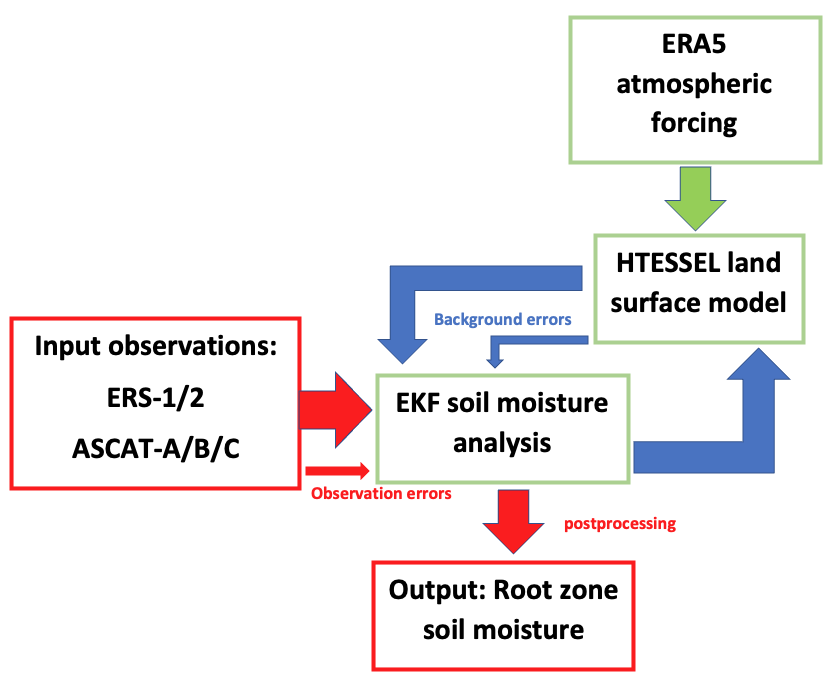 ERA5
atmospheric
forcing
HTESSEL land
surface model
Background errors
Input observations:
ERS-1/2
ASCAT-A/B/C
EKF soil moisture
analysis
Observation errors
postprocessing
Output: Root zone
soil moisture